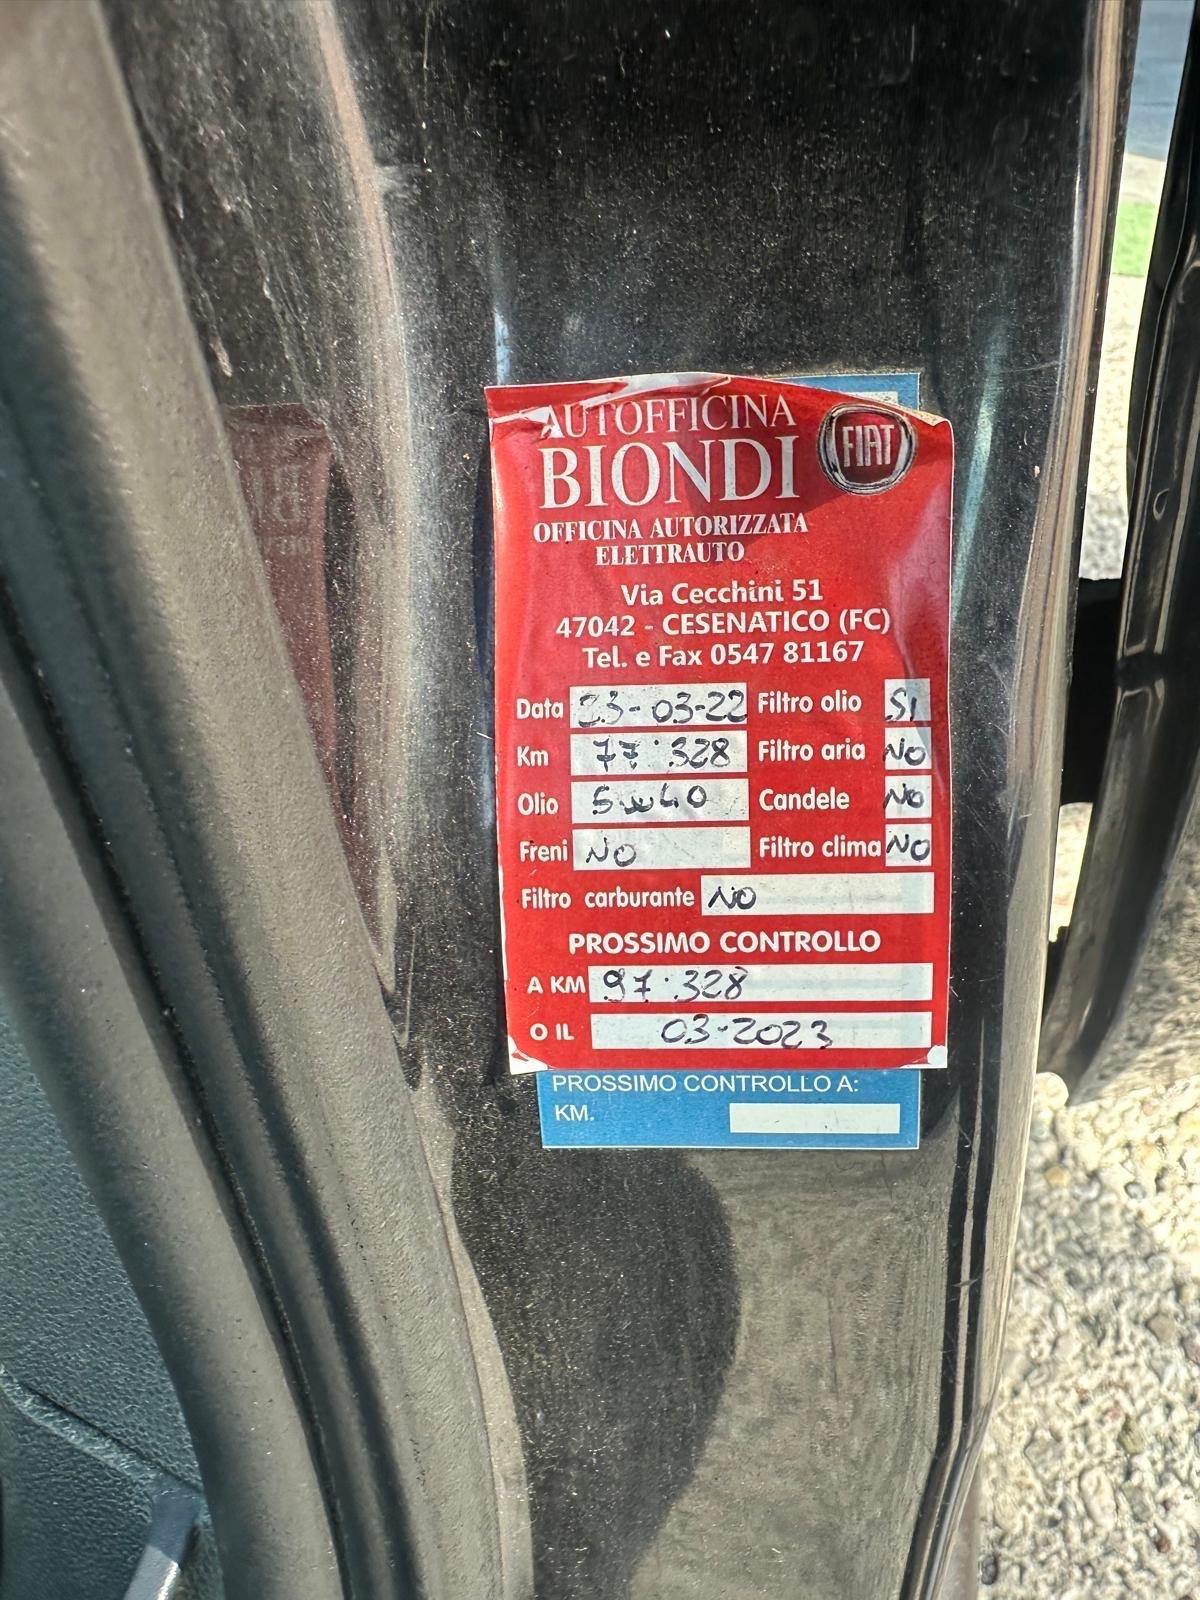 AUTOFFICINA
BIONDI
FIAT
OFFICINA AUTORIZZATA
ELETTRAUTO
Via Cecchini 51
47042 - CESENATICO (FC)
Tel. e Fax 0547 81167
Data 23-03-22 Filtro olio SI
Km 77.328 Filtro aria NO
Olio 5w40 Candele NO
Freni NO Filtro clima NO
Filtro carburante NO
PROSSIMO CONTROLLO
A KM 97.328
O IL 03-2023
PROSSIMO CONTROLLO A:
KM.